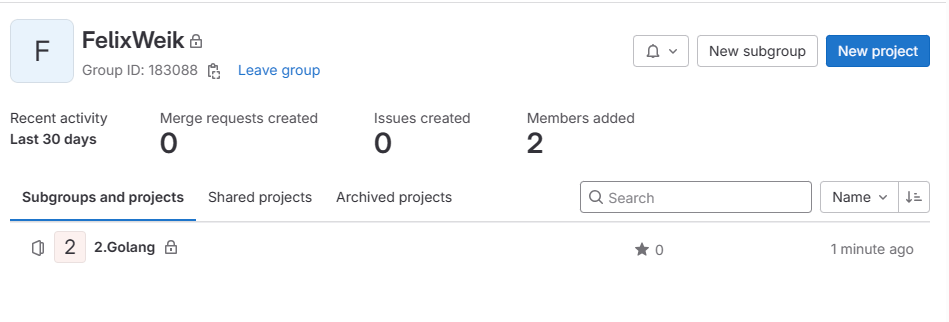 F
FelixWeik
Group ID: 183088 Leave group
New subgroup
New project
Recent activity
Last 30 days
Merge requests created
0
Issues created
0
Members added
2
Subgroups and projects Shared projects Archived projects
Search
Name
2 2.Golang 0 1 minute ago